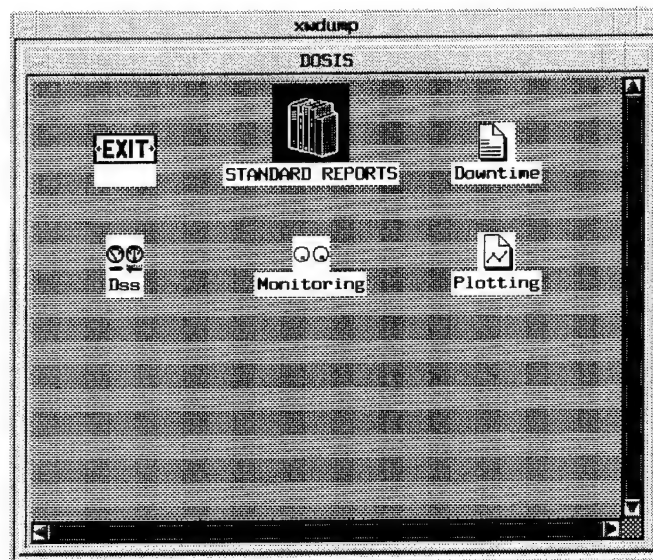 xwdump
DOSIS
EXIT
STANDARD REPORTS
Downtime
Dss
Monitoring
Plotting